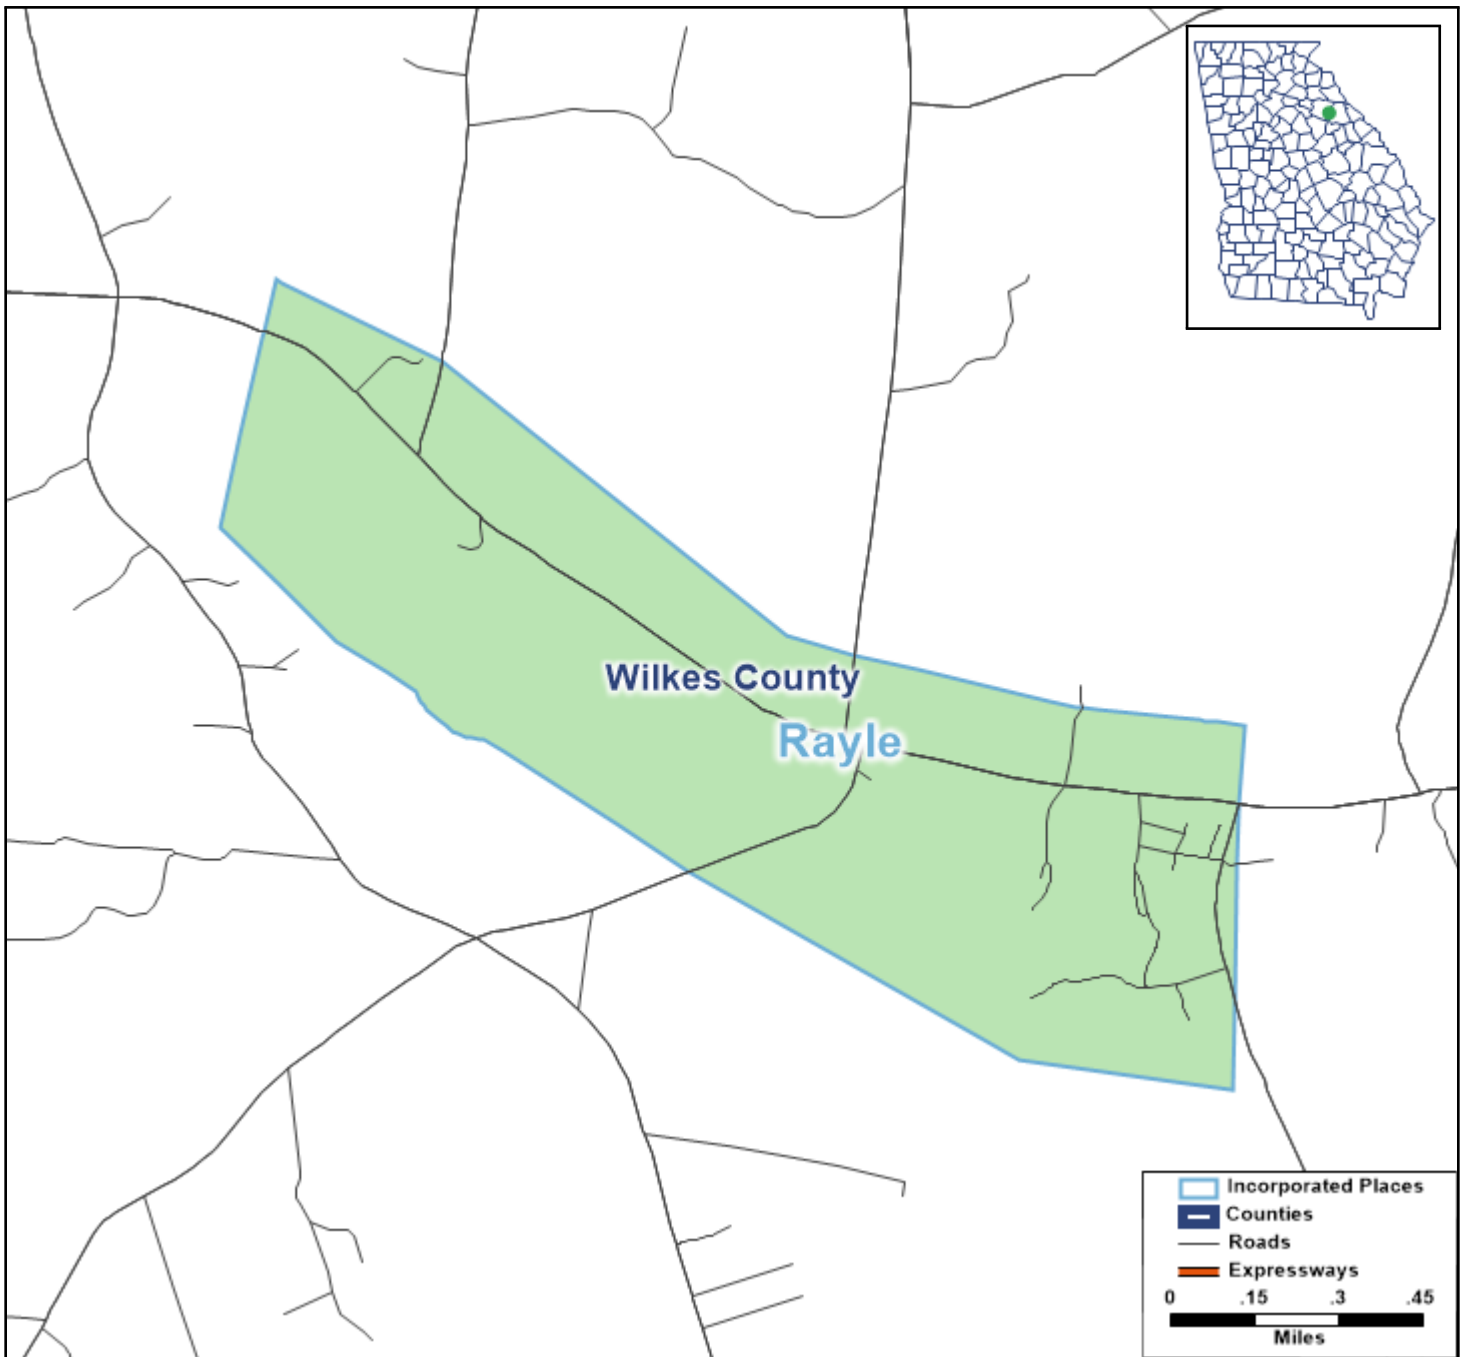 Wilkes County
Rayle
Incorporated Places
Counties
Roads
Expressways
0 .15 .3 .45
Miles